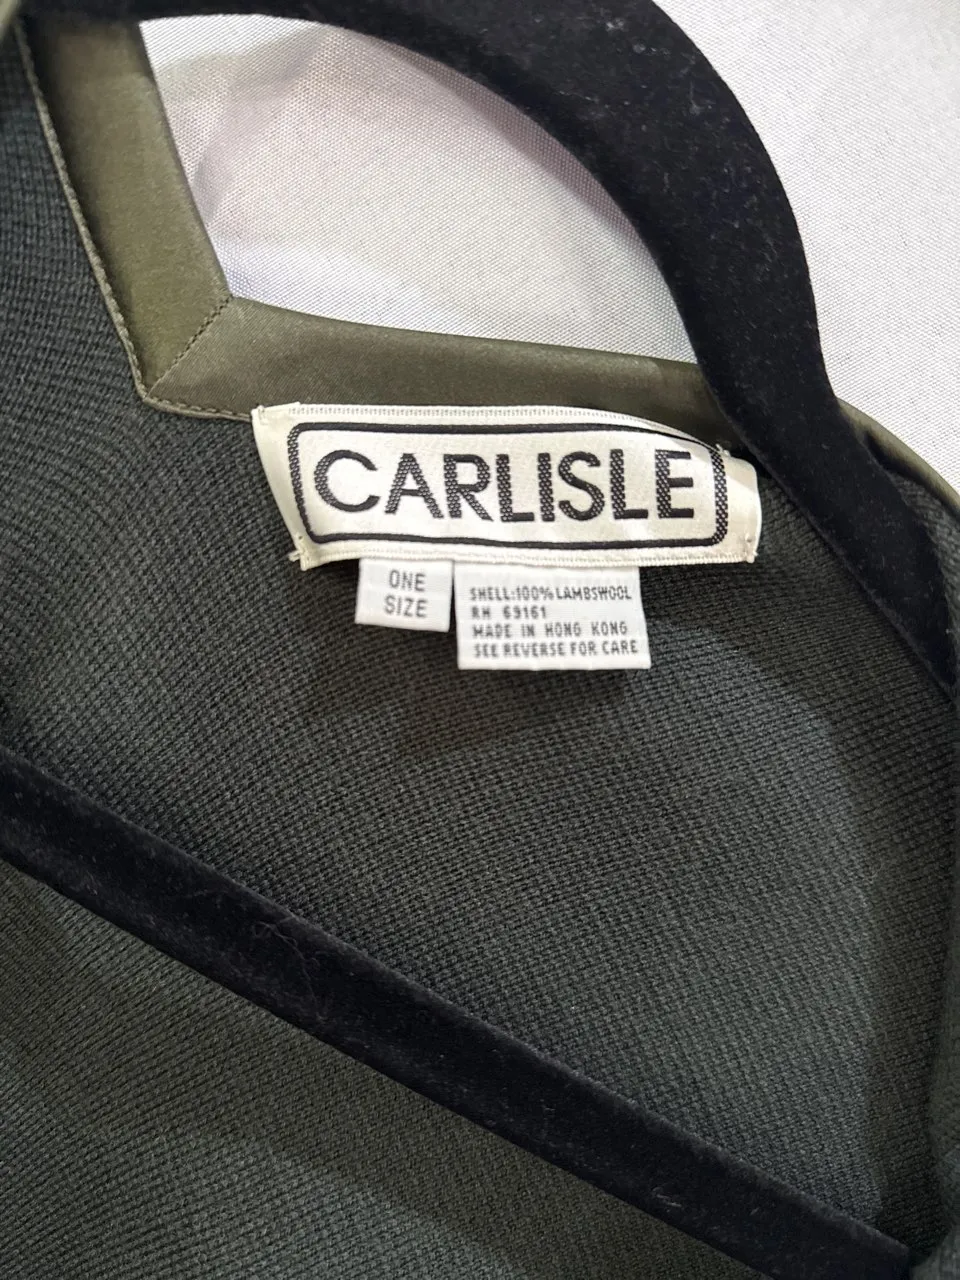 CARLISLE
ONE
SIZE
SHELL:100% LAMBSWOOL
RN 69161
MADE IN HONG KONG
SEE REVERSE FOR CARE